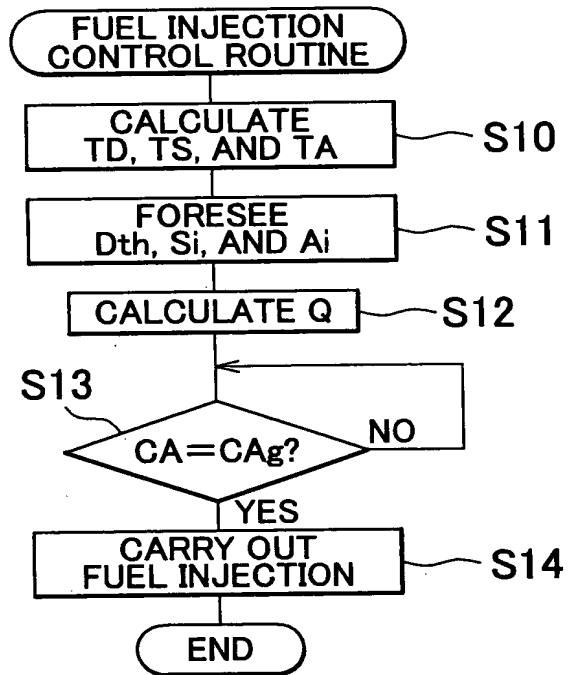 FUEL INJECTION
CONTROL ROUTINE
CALCULATE
TD, TS, AND TA
S10
FORESEE
Dth, Si, AND Ai
S11
CALCULATE Q
S12
S13
CA=CAg?
NO
YES
CARRY OUT
FUEL INJECTION
S14
END